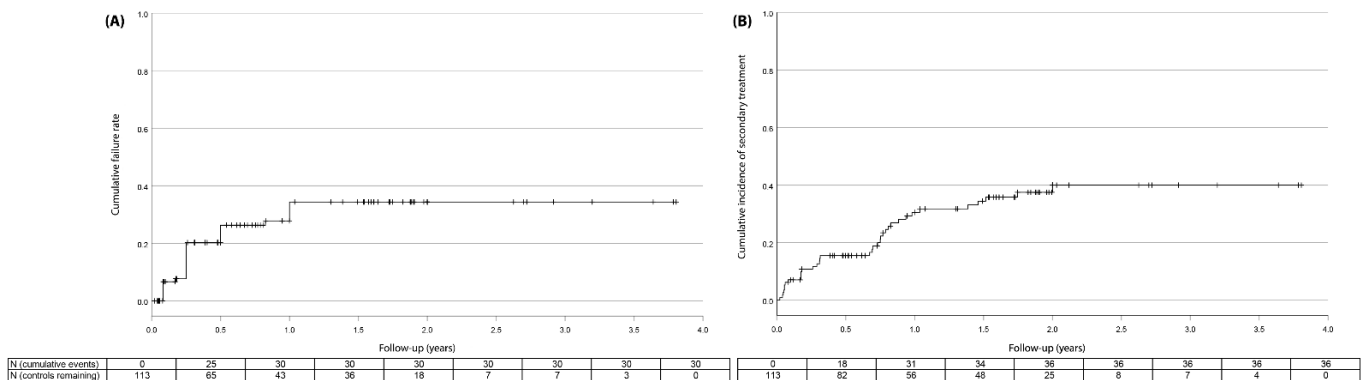 (A)
1.0
0.8
0.6
0.4
0.2
0.0
Cumulative failure rate
0.0 0.5 1.0 1.5 2.0 2.5 3.0 3.5 4.0
Follow-up (years)
N (cumulative events) 0 25 30 30 30 30 30 30 30
N (controls remaining) 113 65 43 36 18 7 7 3 0
(B)
1.0
0.8
0.6
0.4
0.2
0.0
Cumulative incidence of secondary treatment
0.0 0.5 1.0 1.5 2.0 2.5 3.0 3.5 4.0
Follow-up (years)
0 18 31 34 36 36 36 36 36
113 82 56 48 25 8 7 4 0